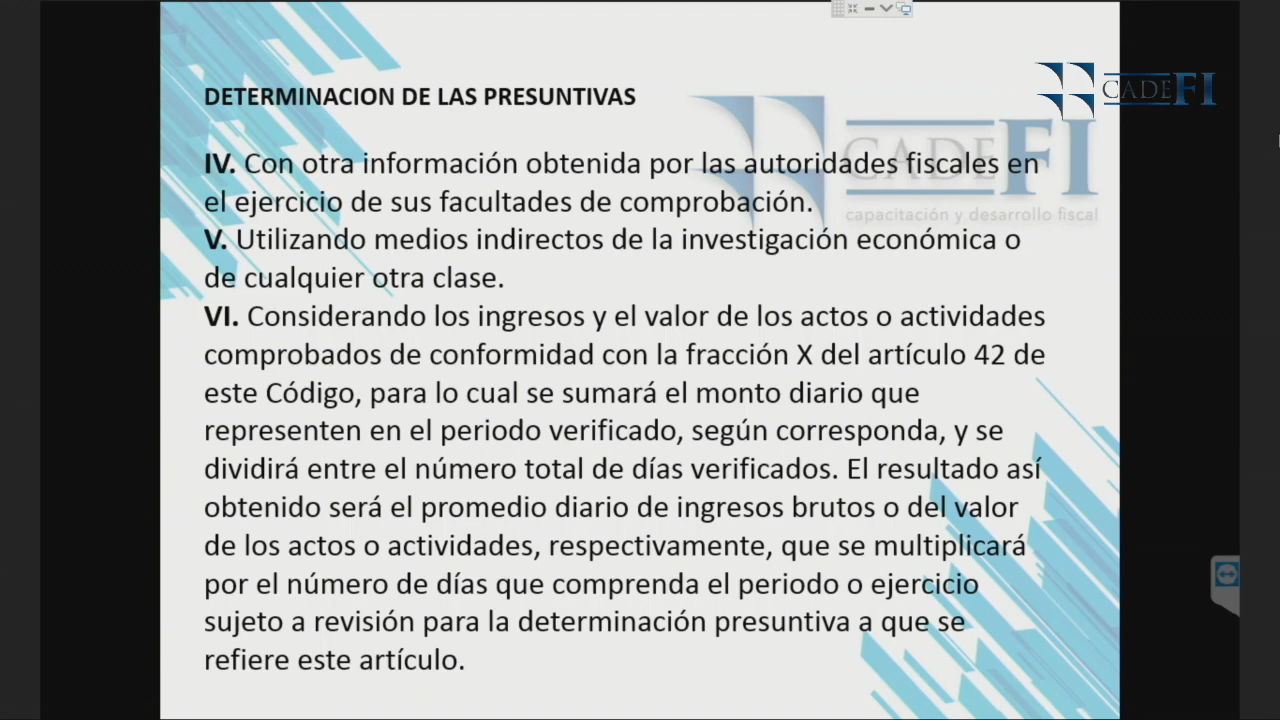 CADEFI
DETERMINACION DE LAS PRESUNTIVAS
CADEFI
capacitación y desarrollo fiscal
IV. Con otra información obtenida por las autoridades fiscales en
el ejercicio de sus facultades de comprobación.
V. Utilizando medios indirectos de la investigación económica o
de cualquier otra clase.
VI. Considerando los ingresos y el valor de los actos o actividades
comprobados de conformidad con la fracción X del artículo 42 de
este Código, para lo cual se sumará el monto diario que
representen en el periodo verificado, según corresponda, y se
dividirá entre el número total de días verificados. El resultado así
obtenido será el promedio diario de ingresos brutos o del valor
de los actos o actividades, respectivamente, que se multiplicará
por el número de días que comprenda el periodo o ejercicio
sujeto a revisión para la determinación presuntiva a que se
refiere este artículo.